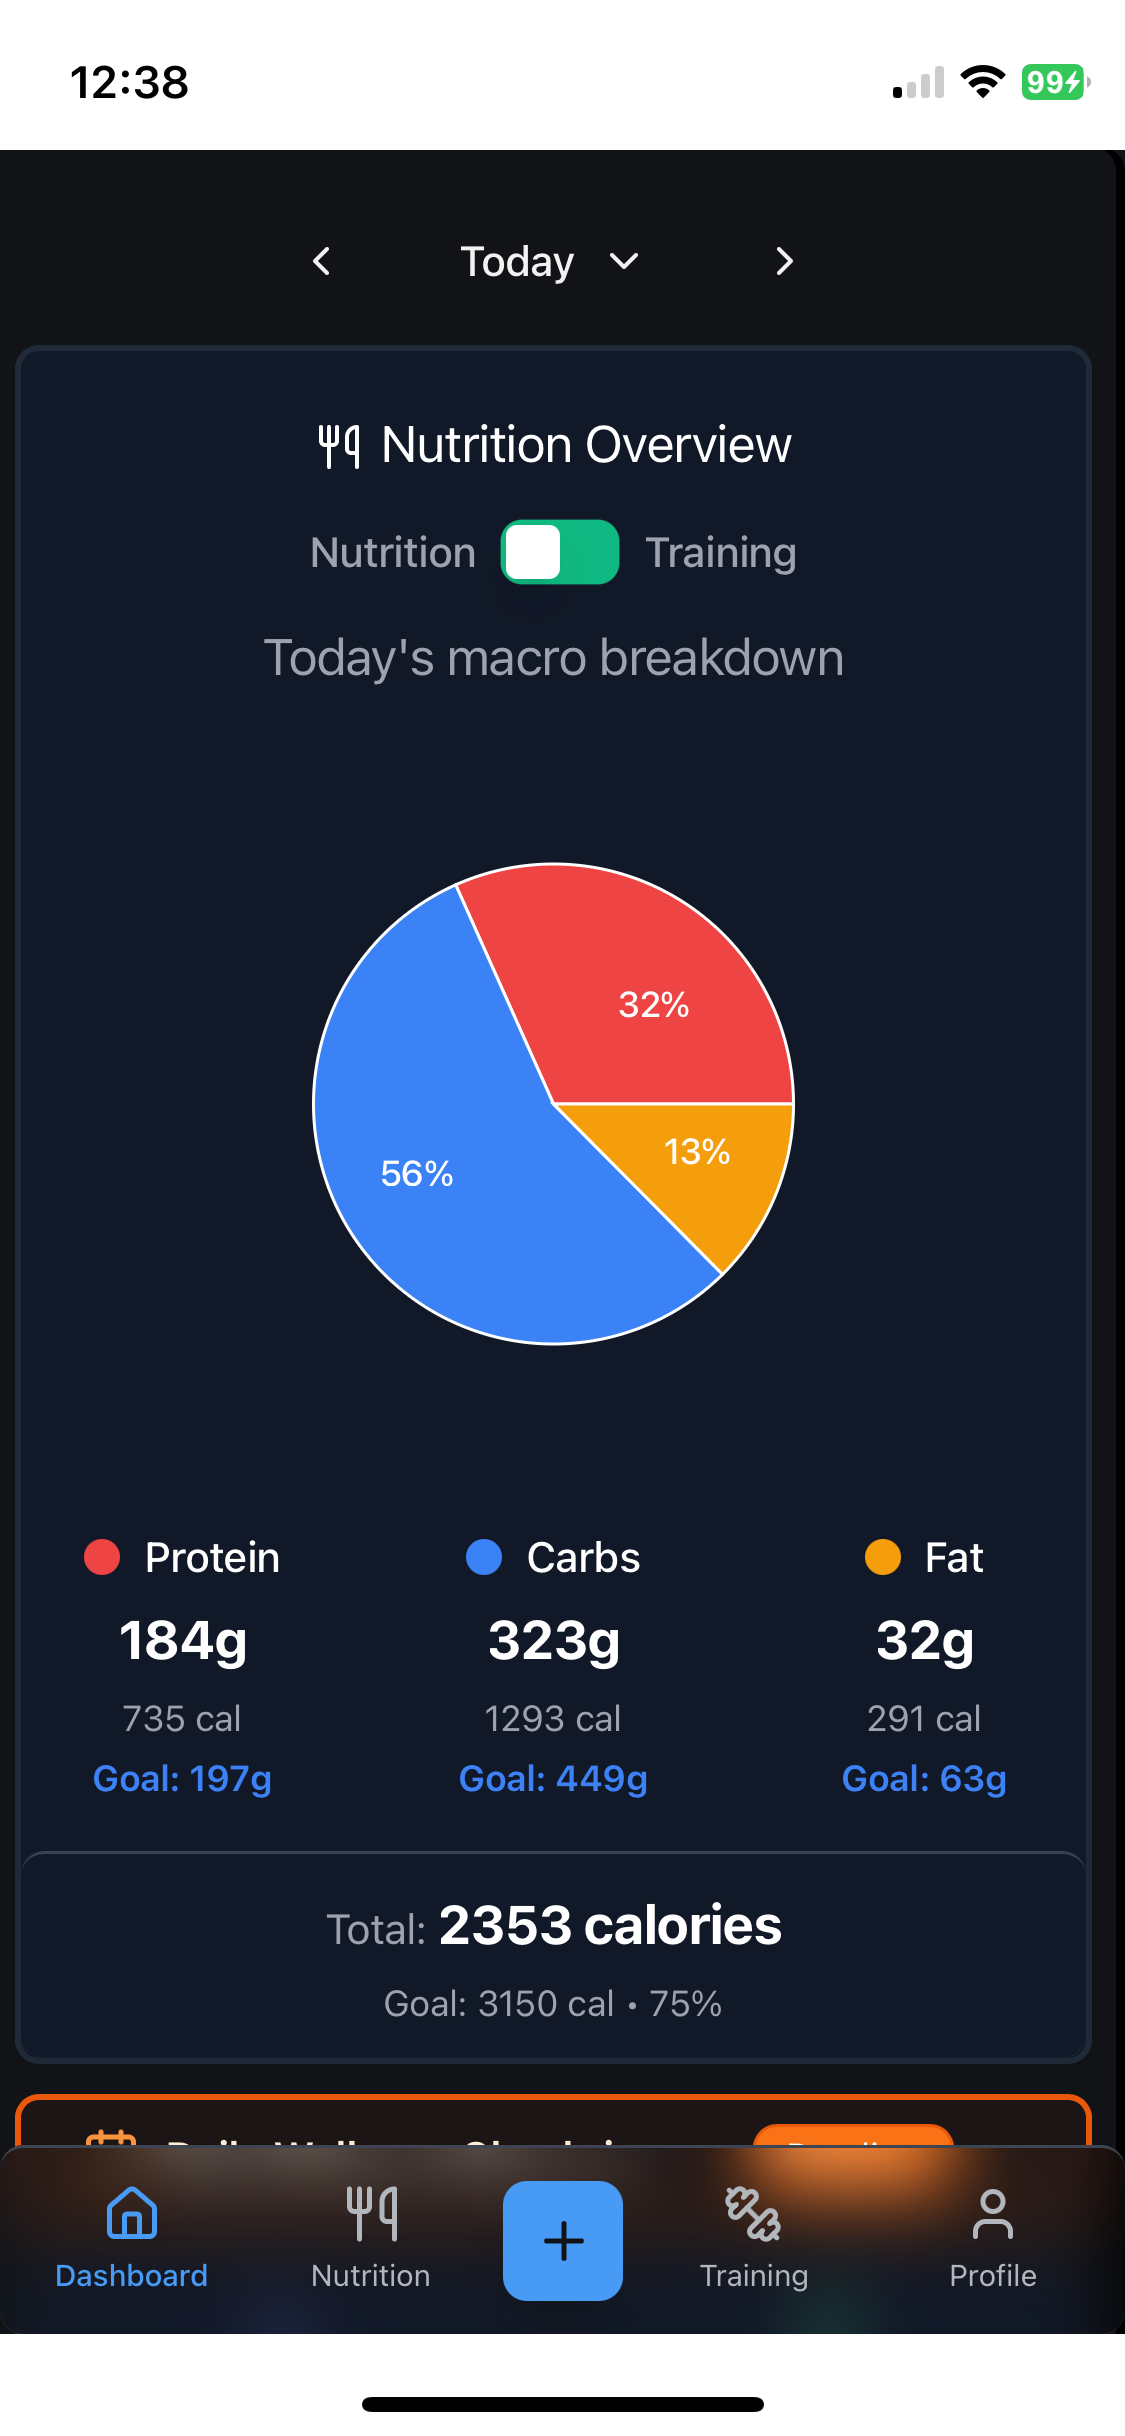 12:38
99
Today
Nutrition Overview
Nutrition Training
Today's macro breakdown
32%
13%
56%
Protein Carbs Fat
184g 323g 32g
735 cal 1293 cal 291 cal
Goal: 197g Goal: 449g Goal: 63g
Total: 2353 calories
Goal: 3150 cal • 75%
Dashboard Nutrition Training Profile